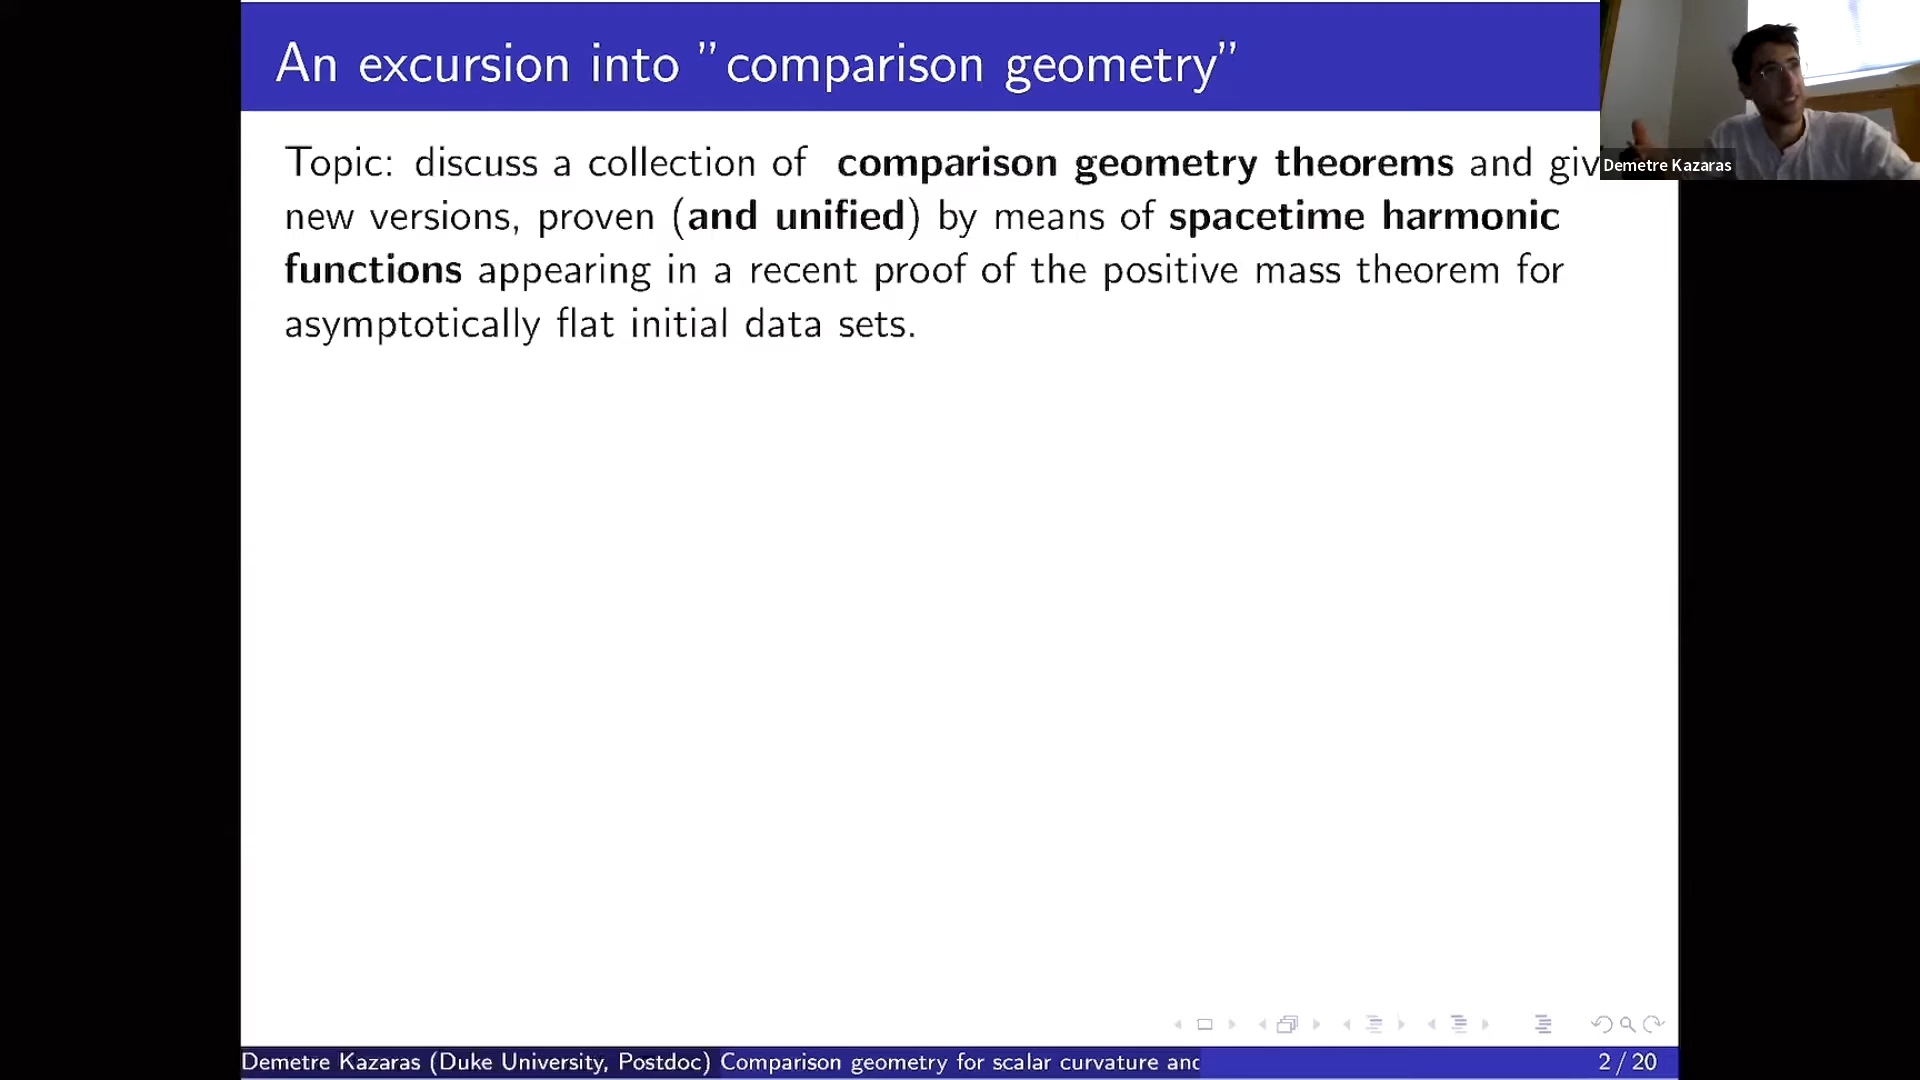 An excursion into "comparison geometry"
Topic: discuss a collection of comparison geometry theorems and giv
new versions, proven (and unified) by means of spacetime harmonic
functions appearing in a recent proof of the positive mass theorem for
asymptotically flat initial data sets.
Demetre Kazaras
Demetre Kazaras (Duke University, Postdoc) Comparison geometry for scalar curvature and
2 / 20